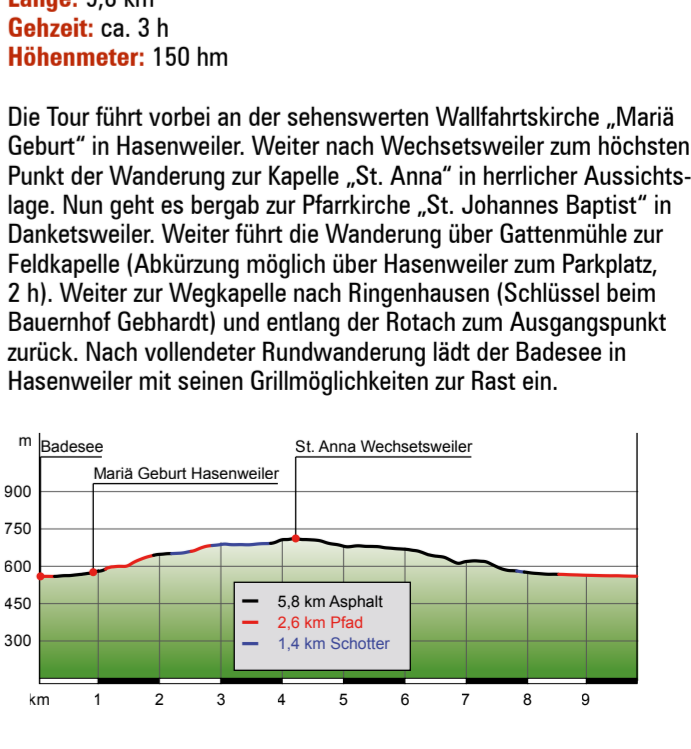 Gehzeit: ca. 3 h
Höhenmeter: 150 hm
Die Tour führt vorbei an der sehenswerten Wallfahrtskirche „Mariä
Geburt“ in Hasenweiler. Weiter nach Wechsetsweiler zum höchsten
Punkt der Wanderung zur Kapelle „St. Anna“ in herrlicher Aussichts-
lage. Nun geht es bergab zur Pfarrkirche „St. Johannes Baptist“ in
Danketsweiler. Weiter führt die Wanderung über Gattenmühle zur
Feldkapelle (Abkürzung möglich über Hasenweiler zum Parkplatz,
2 h). Weiter zur Wegkapelle nach Ringenhausen (Schlüssel beim
Bauernhof Gebhardt) und entlang der Rotach zum Ausgangspunkt
zurück. Nach vollendeter Rundwanderung lädt der Badesee in
Hasenweiler mit seinen Grillmöglichkeiten zur Rast ein.
m
Badesee
St. Anna Wechsetsweiler
Mariä Geburt Hasenweiler
900
750
600
450
300
5,8 km Asphalt
2,6 km Pfad
1,4 km Schotter
km 1 2 3 4 5 6 7 8 9